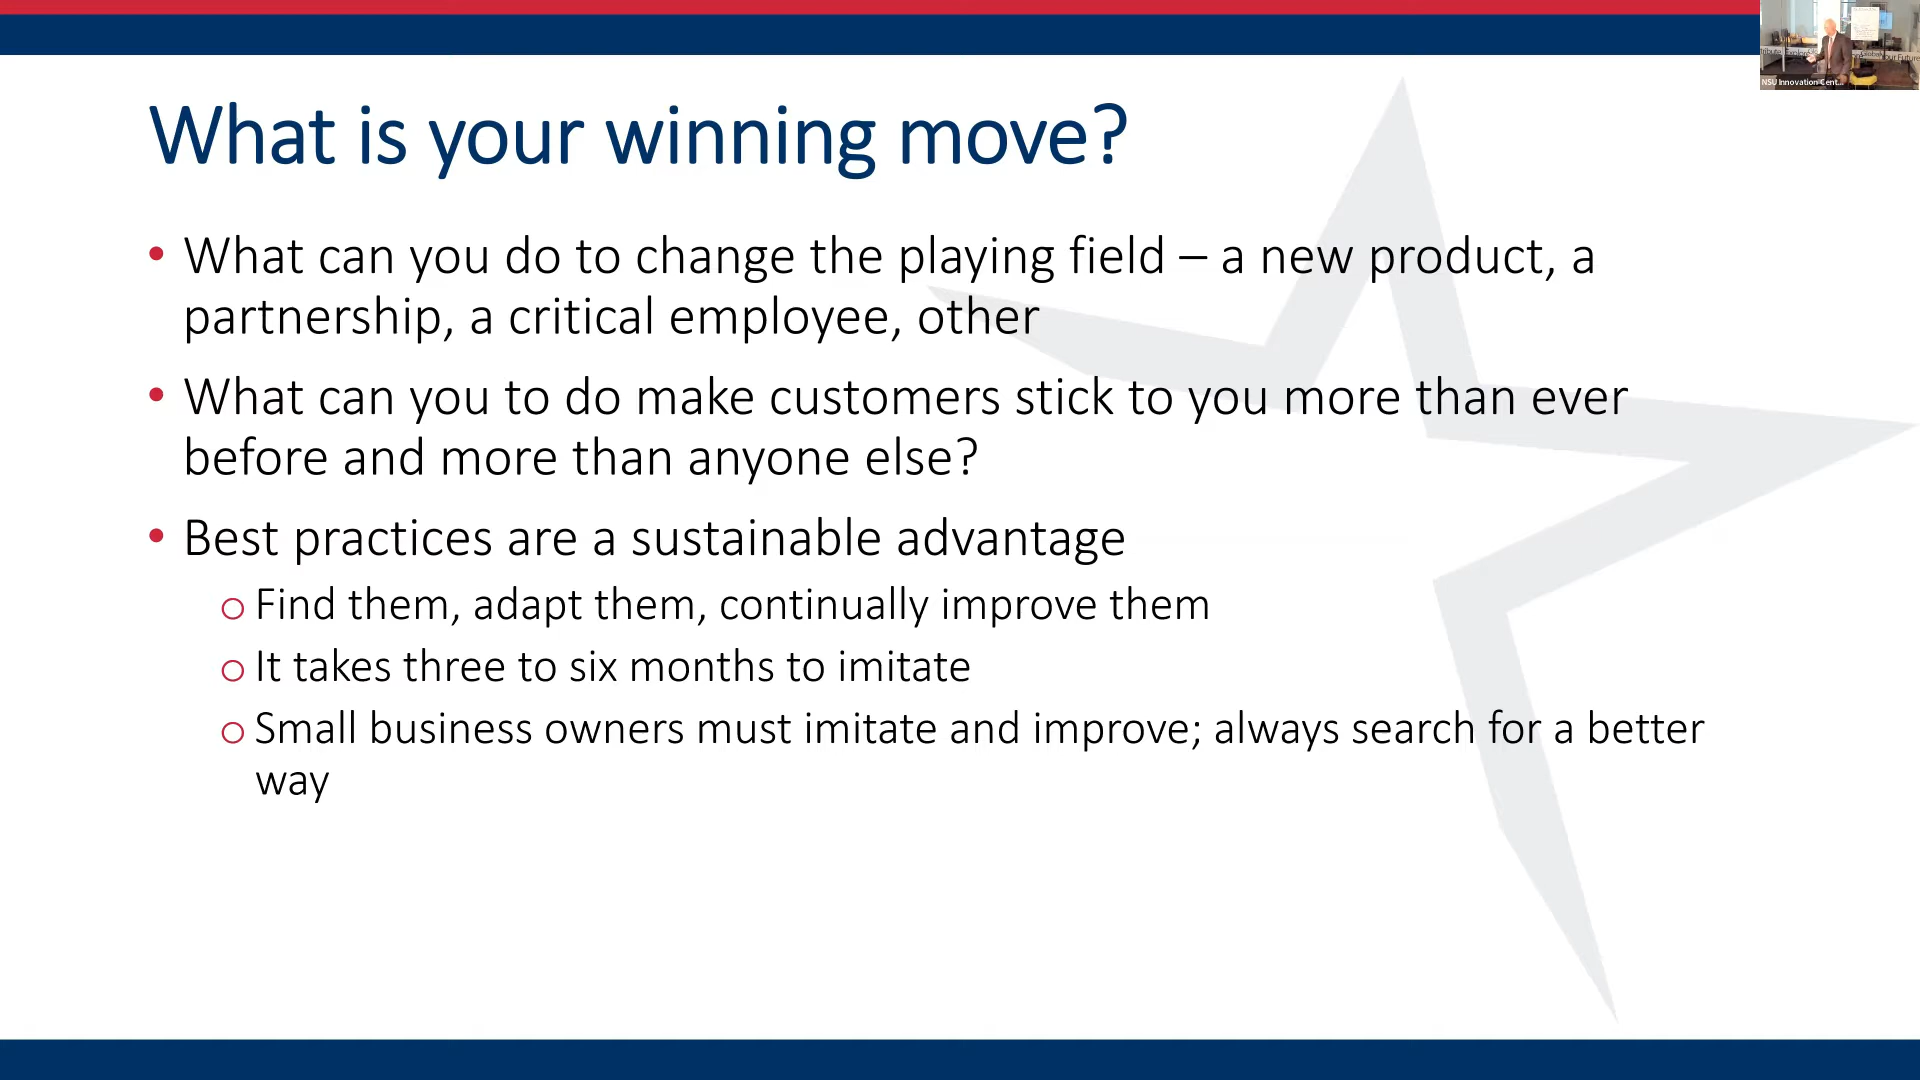 What is your winning move?
• What can you do to change the playing field – a new product, a
partnership, a critical employee, other
• What can you to do make customers stick to you more than ever
before and more than anyone else?
• Best practices are a sustainable advantage
o Find them, adapt them, continually improve them
o It takes three to six months to imitate
o Small business owners must imitate and improve; always search for a better
way
NSU Innovation Cent...